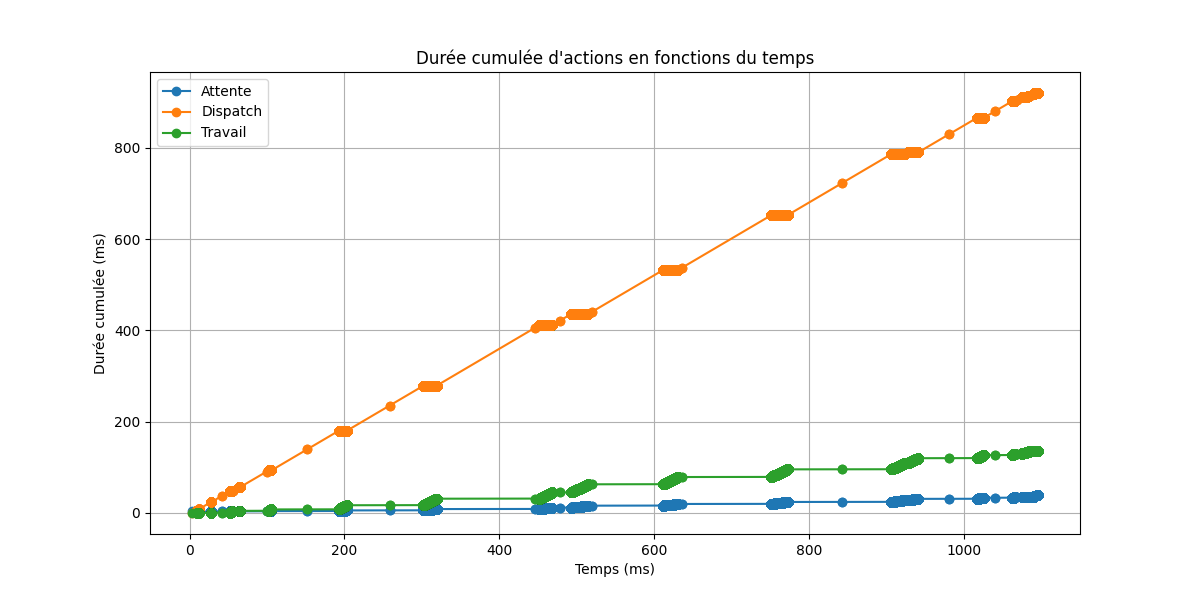 Durée cumulée d'actions en fonctions du temps
Attente
Dispatch
Travail
Durée cumulée (ms)
800
600
400
200
0
0 200 400 600 800 1000
Temps (ms)